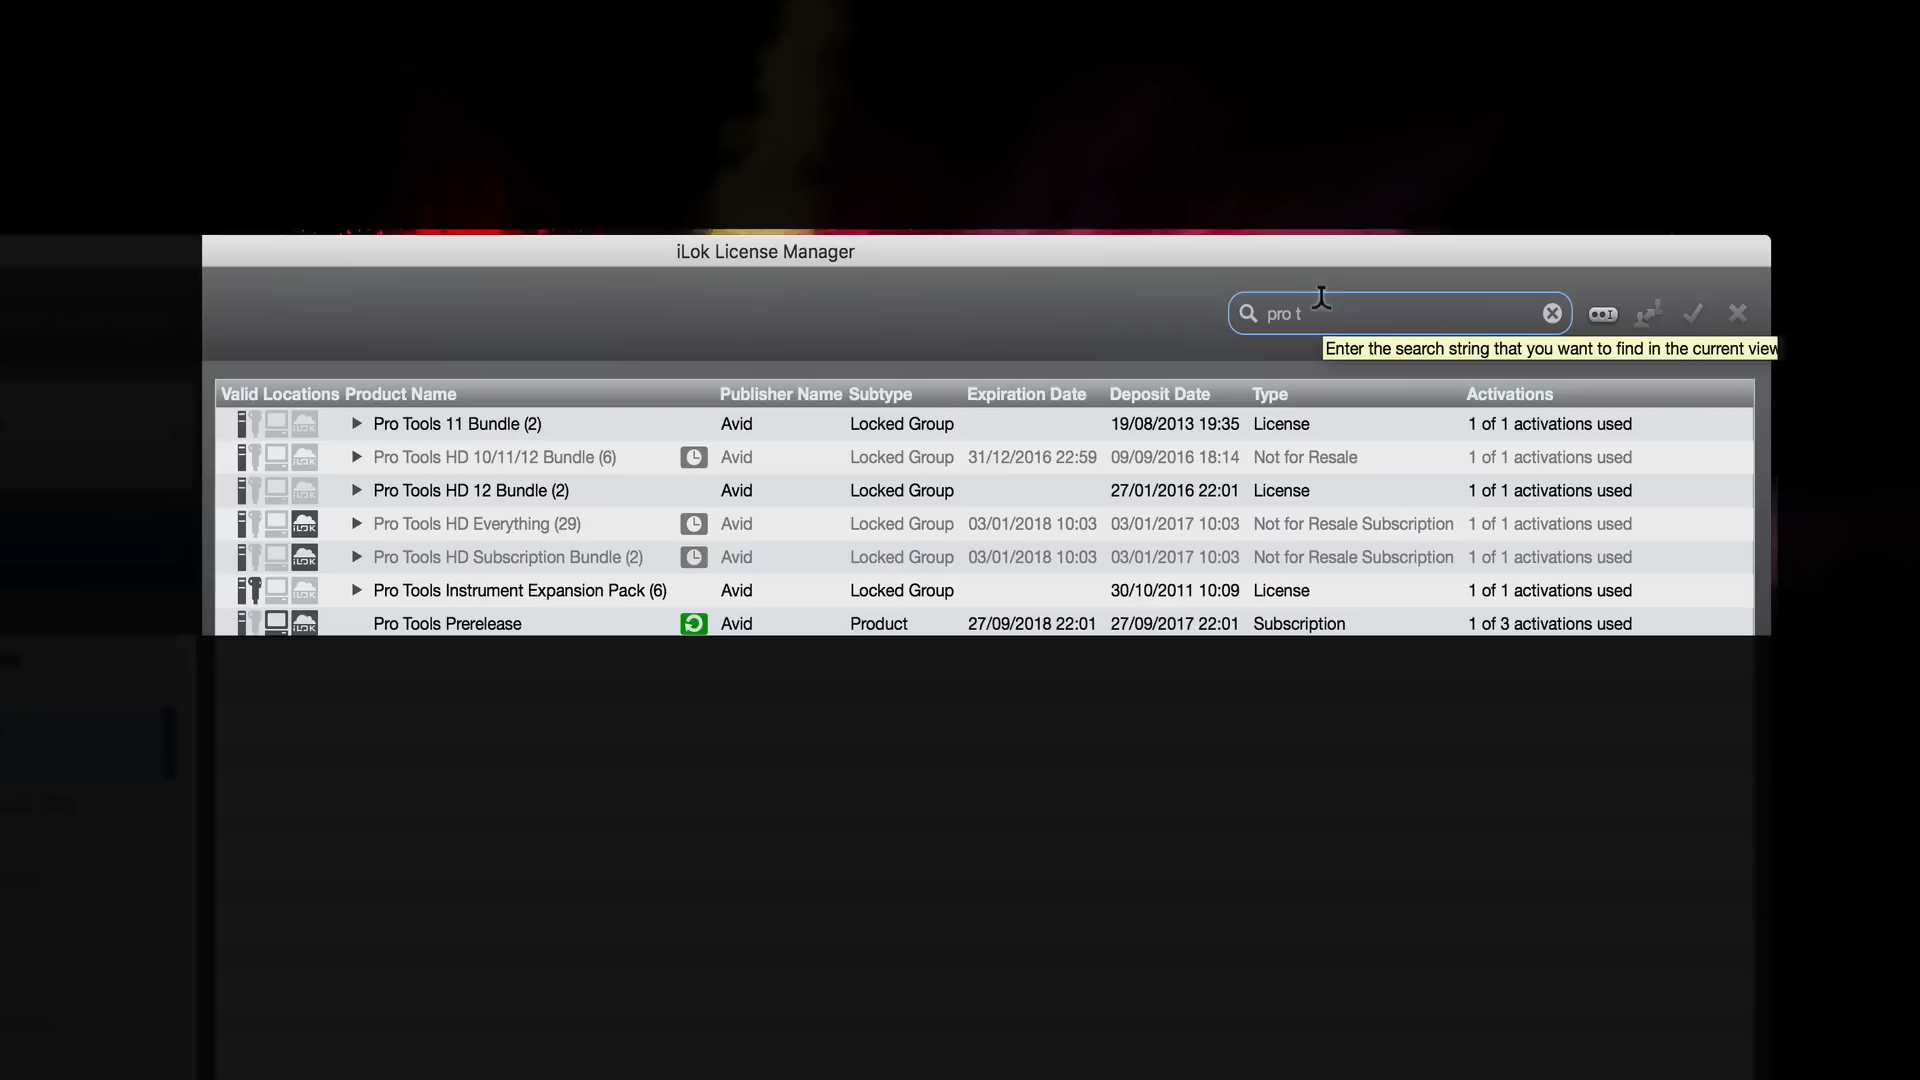 iLok License Manager
pro t
Enter the search string that you want to find in the current view
Valid Locations Product Name Publisher Name Subtype Expiration Date Deposit Date Type Activations
Pro Tools 11 Bundle (2) Avid Locked Group 19/08/2013 19:35 License 1 of 1 activations used
Pro Tools HD 10/11/12 Bundle (6) Avid Locked Group 31/12/2016 22:59 09/09/2016 18:14 Not for Resale 1 of 1 activations used
Pro Tools HD 12 Bundle (2) Avid Locked Group 27/01/2016 22:01 License 1 of 1 activations used
iLOK Pro Tools HD Everything (29) Avid Locked Group 03/01/2018 10:03 03/01/2017 10:03 Not for Resale Subscription 1 of 1 activations used
iLOK Pro Tools HD Subscription Bundle (2) Avid Locked Group 03/01/2018 10:03 03/01/2017 10:03 Not for Resale Subscription 1 of 1 activations used
Pro Tools Instrument Expansion Pack (6) Avid Locked Group 30/10/2011 10:09 License 1 of 1 activations used
iLOK Pro Tools Prerelease Avid Product 27/09/2018 22:01 27/09/2017 22:01 Subscription 1 of 3 activations used